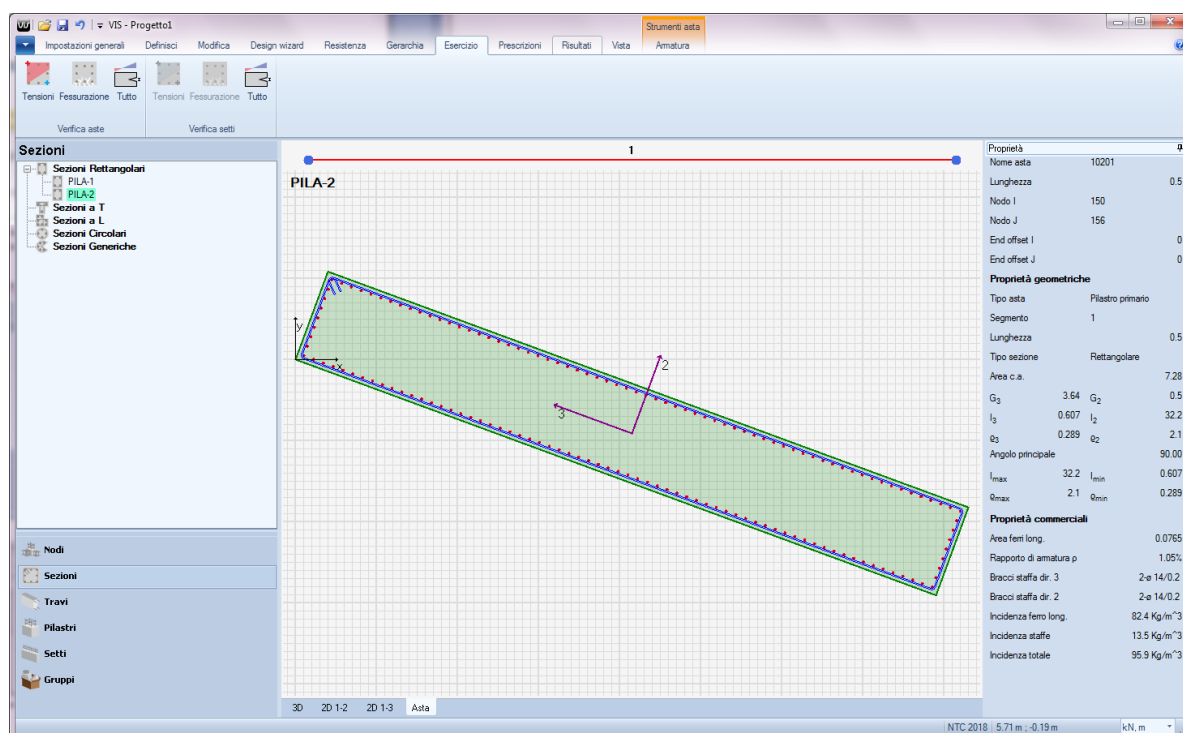 VIS - Progetto1
Strumenti asta
Impostazioni generali Definisci Modifica Design wizard Resistenza Gerarchia Esercizio Prescrizioni Risultati Vista Armatura
Tensioni Fessurazione Tutto Tensioni Fessurazione Tutto
Verifica aste Verifica setti
Sezioni
Sezioni Rettangolari
PILA-1
PILA-2
Sezioni a T
Sezioni a L
Sezioni Circolari
Sezioni Generiche
Nodi
Sezioni
Travi
Pilastri
Setti
Gruppi
1
PILA-2
y
x
2
3
3D 2D 1-2 2D 1-3 Asta
Proprietà
Nome asta 10201
Lunghezza 0.5
Nodo I 150
Nodo J 156
End offset I 0
End offset J 0
Proprietà geometriche
Tipo asta Pilastro primario
Segmento 1
Lunghezza 0.5
Tipo sezione Rettangolare
Area c.a. 7.28
G3 3.64 G2 0.5
I3 0.607 I2 32.2
ϱ3 0.289 ϱ2 2.1
Angolo principale 90.00
Imax 32.2 Imin 0.607
ϱmax 2.1 ϱmin 0.289
Proprietà commerciali
Area ferri long. 0.0765
Rapporto di armatura ρ 1.05%
Bracci staffa dir. 3 2-ø 14/0.2
Bracci staffa dir. 2 2-ø 14/0.2
Incidenza ferro long. 82.4 Kg/m^3
Incidenza staffe 13.5 Kg/m^3
Incidenza totale 95.9 Kg/m^3
NTC 2018 5.71 m ; -0.19 m kN, m